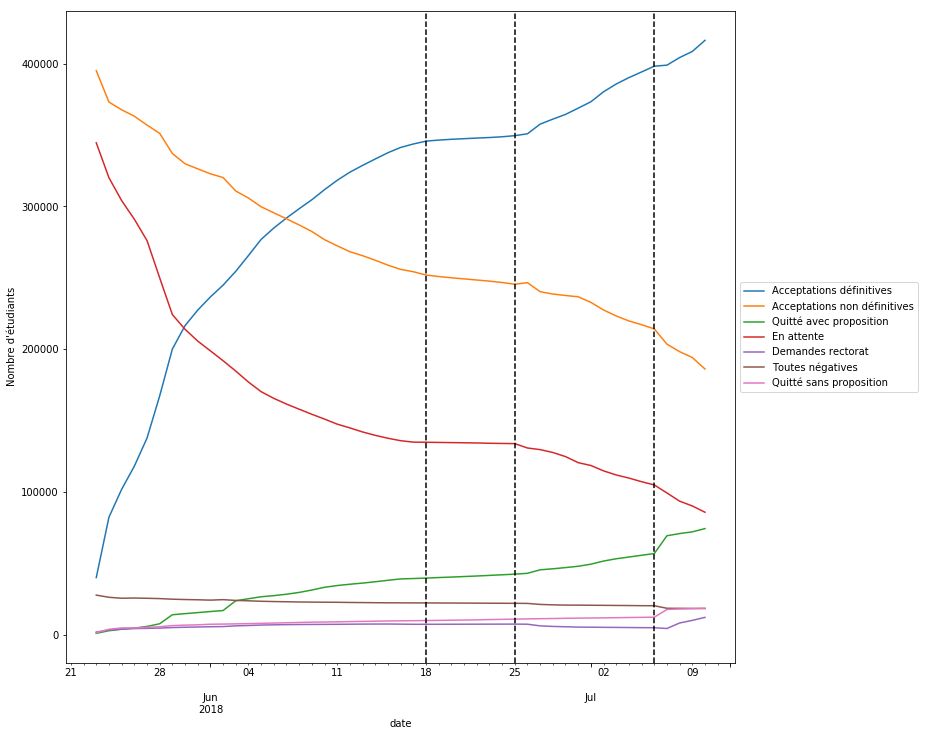 400000
300000
200000
100000
0
Nombre d'étudiants
21
28
04
11
18
25
02
09
Jun
2018
Jul
date
Acceptations définitives
Acceptations non définitives
Quitté avec proposition
En attente
Demandes rectorat
Toutes négatives
Quitté sans proposition